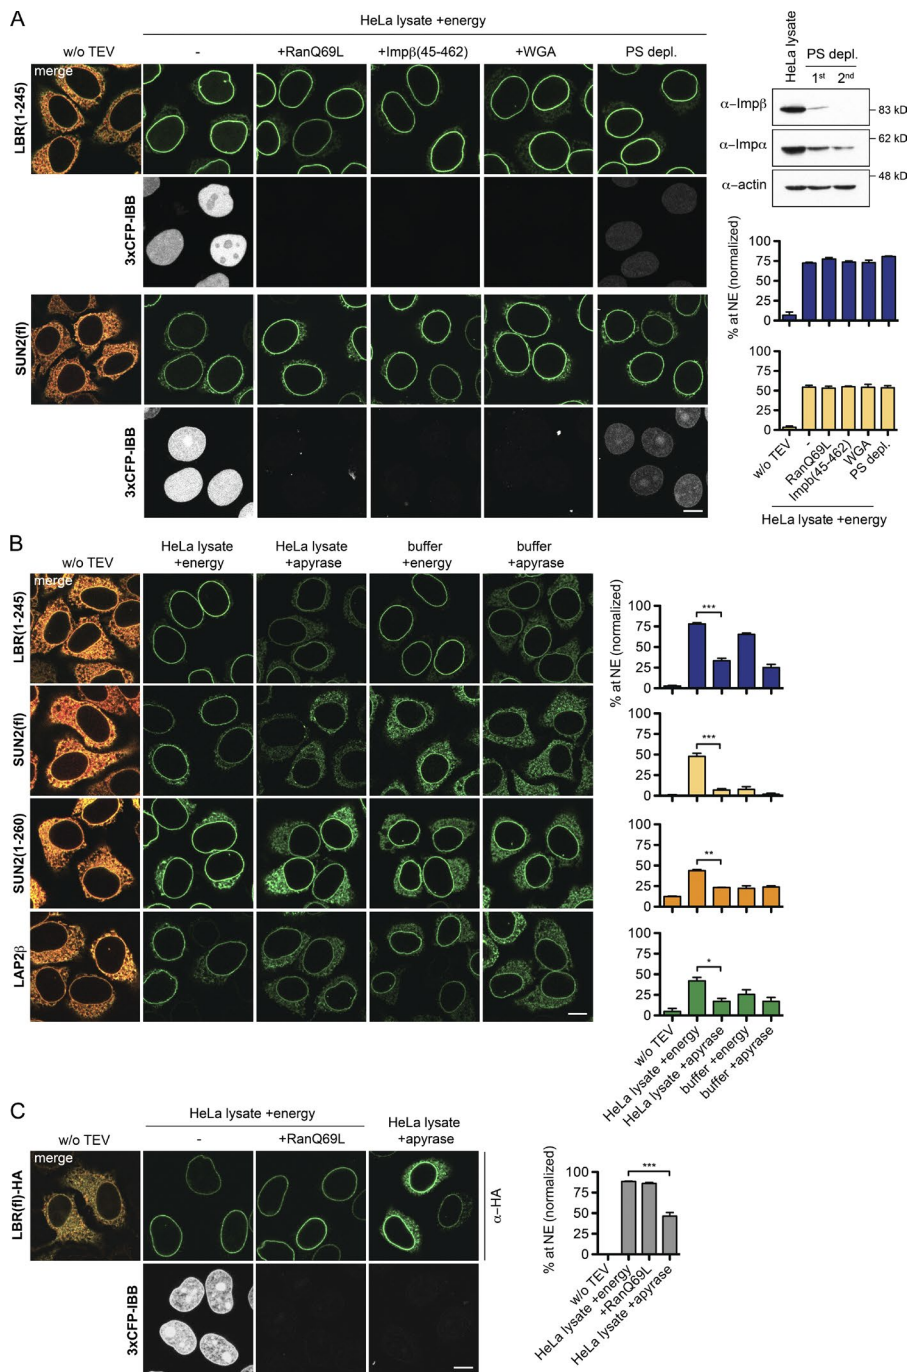 A
HeLa lysate +energy
w/o TEV
-
+RanQ69L
+Impβ(45-462)
+WGA
PS depl.
merge
LBR(1-245)
3xCFP-IBB
SUN2(fl)
3xCFP-IBB
HeLa lysate
PS depl.
1st
2nd
α-Impβ
83 kD
α-Impα
62 kD
48 kD
α-actin
% at NE (normalized)
100
75
50
25
0
100
75
50
25
0
w/o TEV
-
RanQ69L
Impb(45-462)
WGA
PS depl.
HeLa lysate +energy
B
w/o TEV
HeLa lysate
+energy
HeLa lysate
+apyrase
buffer
+energy
buffer
+apyrase
merge
LBR(1-245)
SUN2(fl)
SUN2(1-260)
LAP2β
% at NE (normalized)
100
75
50
25
0
***
100
75
50
25
0
***
100
75
50
25
0
**
100
75
50
25
0
*
w/o TEV
HeLa lysate +energy
HeLa lysate +apyrase
buffer +energy
buffer +apyrase
C
HeLa lysate +energy
w/o TEV
-
+RanQ69L
HeLa lysate
+apyrase
merge
LBR(fl)-HA
α-HA
3xCFP-IBB
% at NE (normalized)
100
75
50
25
0
***
w/o TEV
HeLa lysate +energy
+RanQ69L
HeLa lysate +apyrase